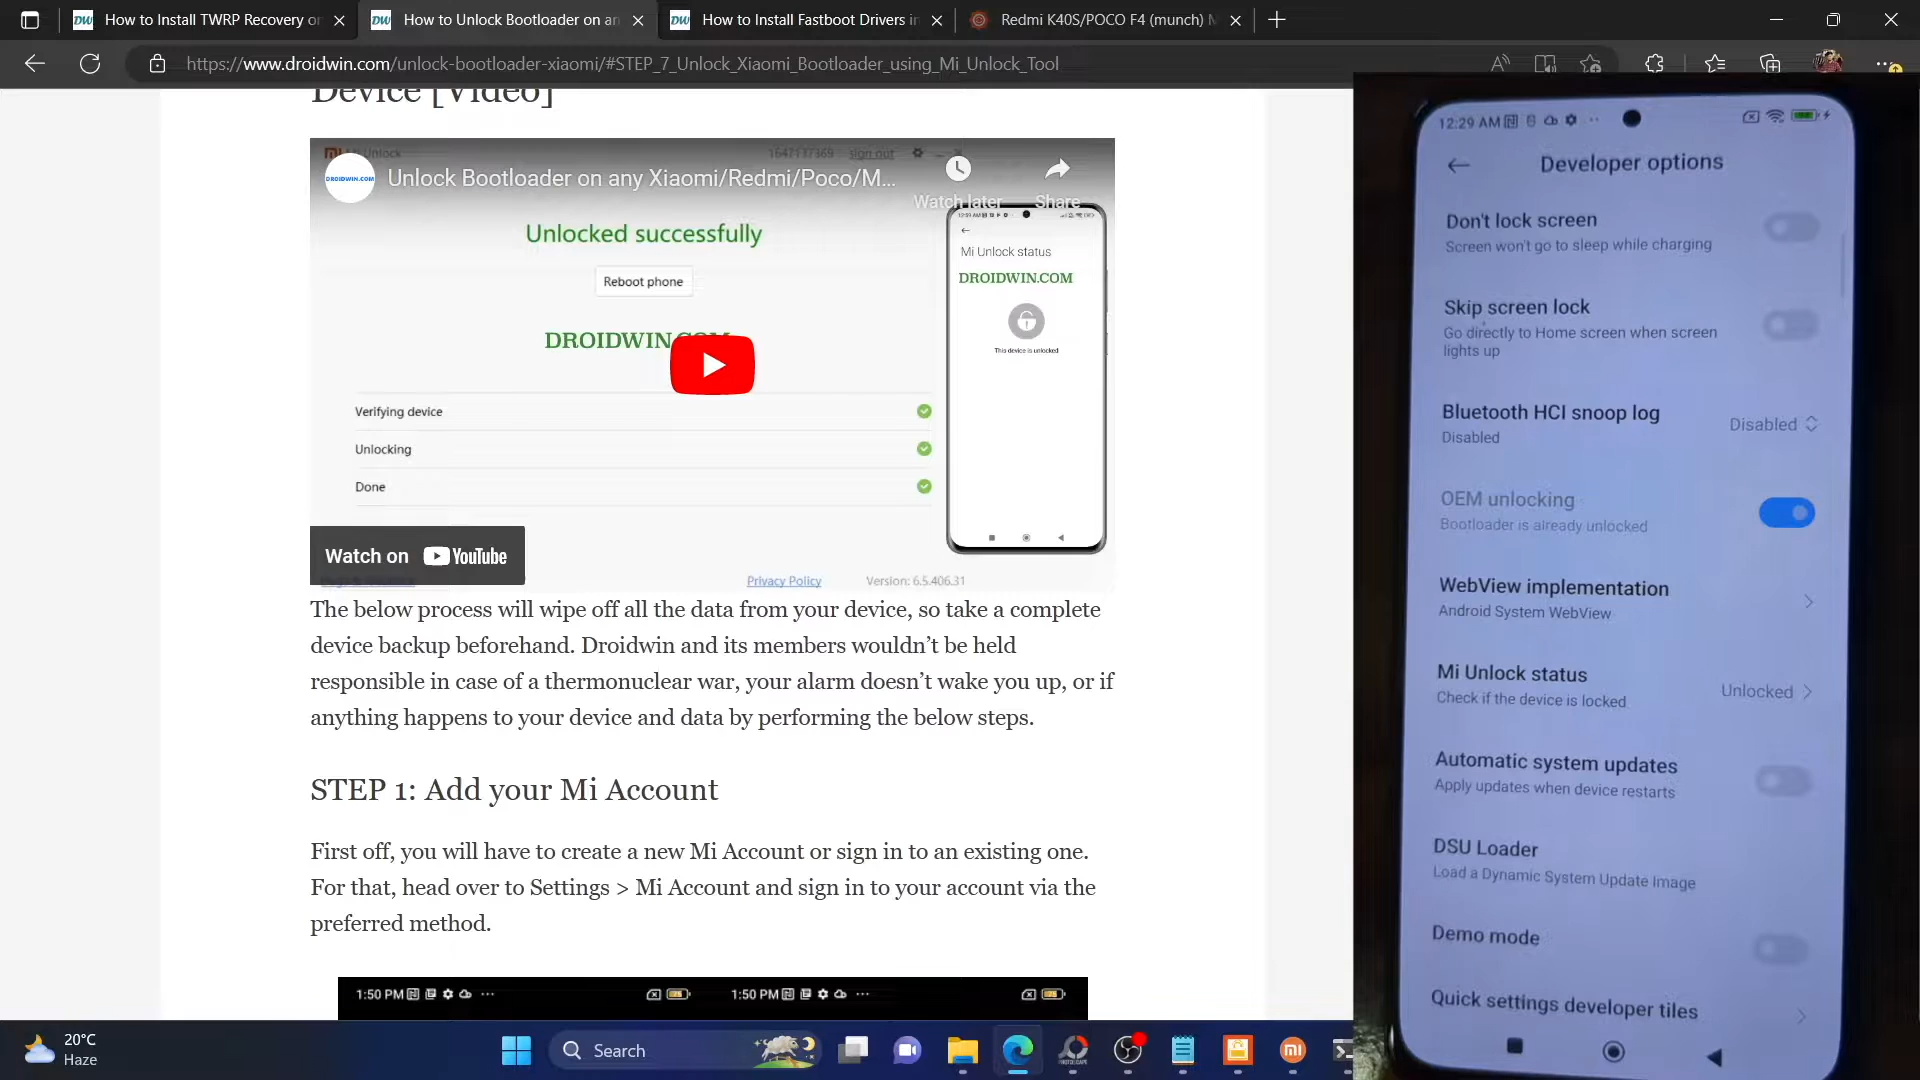 How to Install TWRP Recovery o
How to Unlock Bootloader on an
How to Install Fastboot Drivers in
Redmi K40S/POCO F4 (munch) M
https://www.droidwin.com/unlock-bootloader-xiaomi/#STEP_7_Unlock_Xiaomi_Bootloader_using_Mi_Unlock_Tool
Device [Video]
1647137369 sign out
DROIDWIN.COM
Unlock Bootloader on any Xiaomi/Redmi/Poco/M...
Watch later
Share
Unlocked successfully
Reboot phone
DROIDWIN.COM
Verifying device
Unlocking
Done
Mi Unlock status
DROIDWIN.COM
This device is unlocked
Watch on YouTube
Privacy Policy
Version: 6.5.406.31
The below process will wipe off all the data from your device, so take a complete
device backup beforehand. Droidwin and its members wouldn’t be held
responsible in case of a thermonuclear war, your alarm doesn’t wake you up, or if
anything happens to your device and data by performing the below steps.
STEP 1: Add your Mi Account
First off, you will have to create a new Mi Account or sign in to an existing one.
For that, head over to Settings > Mi Account and sign in to your account via the
preferred method.
1:50 PM
1:50 PM
20°C
Haze
Search
12:29 AM
Developer options
Don't lock screen
Screen won't go to sleep while charging
Skip screen lock
Go directly to Home screen when screen
lights up
Bluetooth HCI snoop log
Disabled
Disabled
OEM unlocking
Bootloader is already unlocked
WebView implementation
Android System WebView
Mi Unlock status
Check if the device is locked
Unlocked
Automatic system updates
Apply updates when device restarts
DSU Loader
Load a Dynamic System Update Image
Demo mode
Quick settings developer tiles